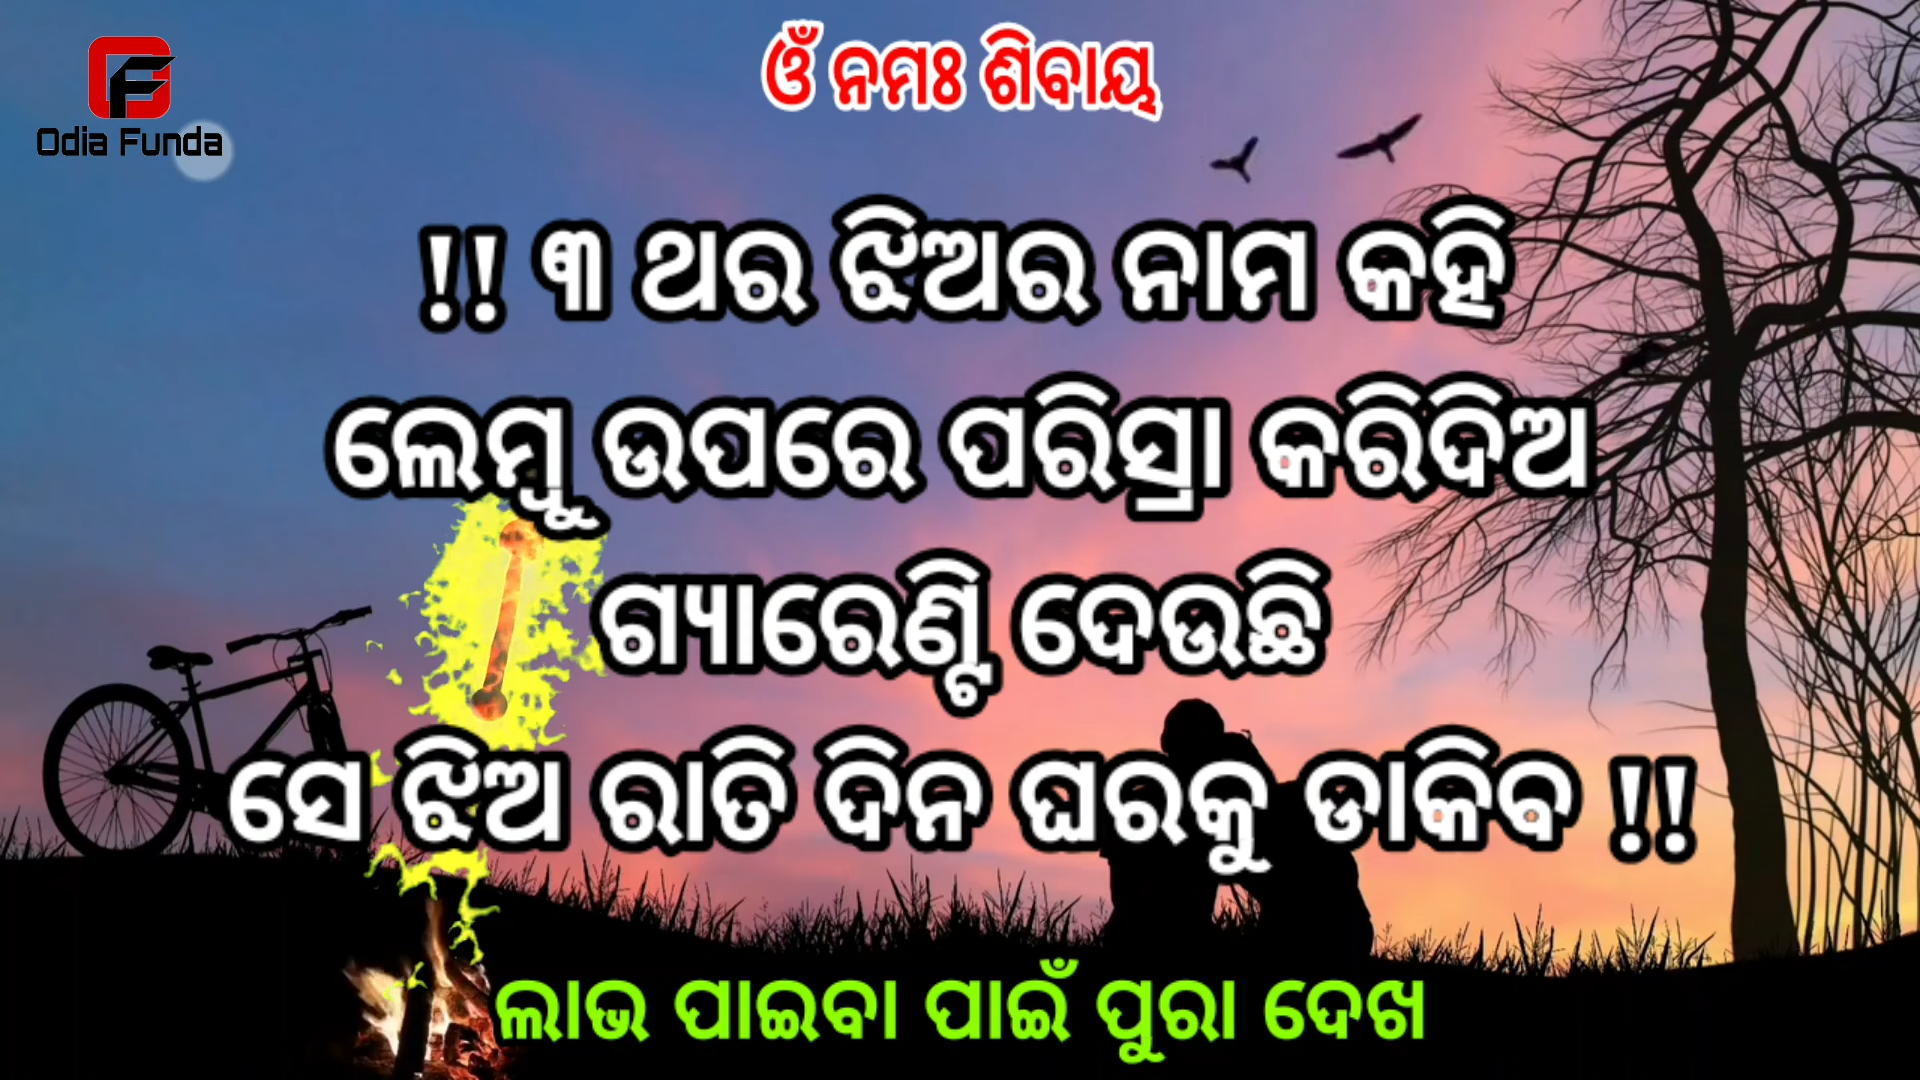 Odia Funda
ଓଁ ନମଃ ଶିବାୟ
!! ୩ ଥର ଝିଅର ନାମ କହି
ଲେମ୍ବୁ ଉପରେ ପରିସ୍ରା କରିଦିଅ
ଗ୍ୟାରେଣ୍ଟି ଦେଉଛି
ସେ ଝିଅ ରାତି ଦିନ ଘରକୁ ଡାକିବ !!
ଲାଭ ପାଇବା ପାଇଁ ପୁରା ଦେଖ